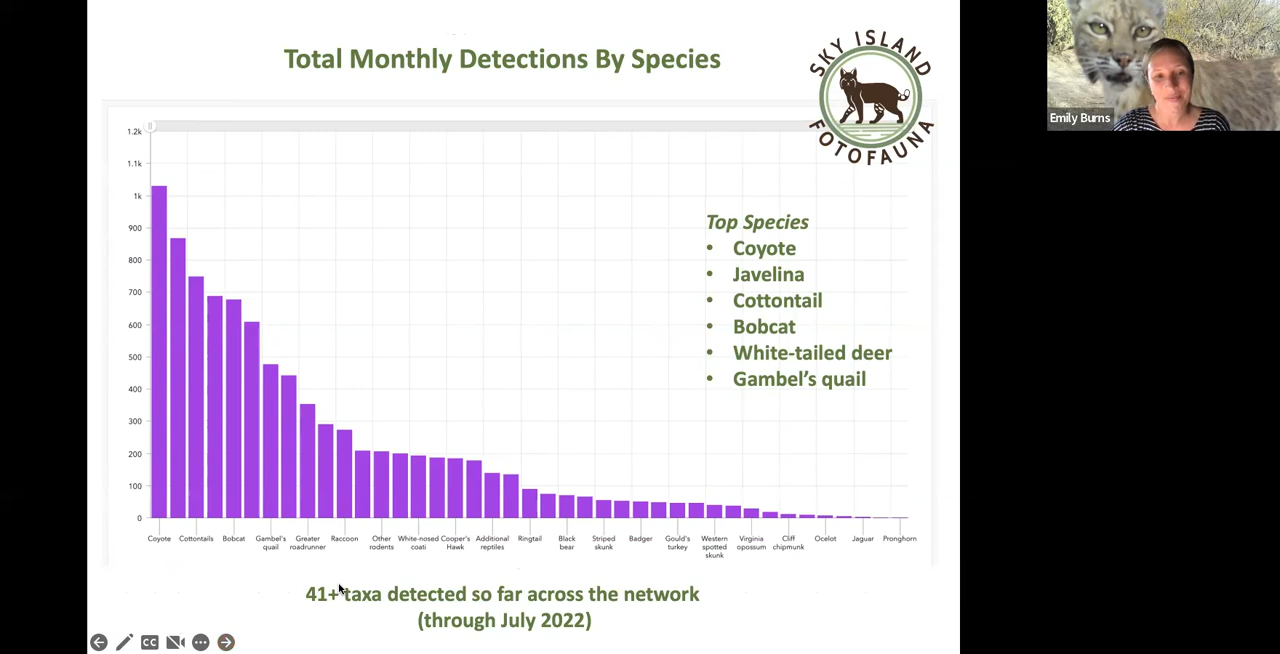 Total Monthly Detections By Species
SKY ISLAND
FOTOFAUNA
Emily Burns
1.2k
1.1k
1k
900
800
700
600
500
400
300
200
100
0
Top Species
• Coyote
• Javelina
• Cottontail
• Bobcat
• White-tailed deer
• Gambel's quail
Coyote Cottontails Bobcat Gambel's quail Greater roadrunner Raccoon Other rodents White-nosed coati Cooper's Hawk Additional reptiles Ringtail Black bear Striped skunk Badger Gould's turkey Western spotted skunk Virginia opossum Cliff chipmunk Ocelot Jaguar Pronghorn
41+ taxa detected so far across the network
(through July 2022)
CC